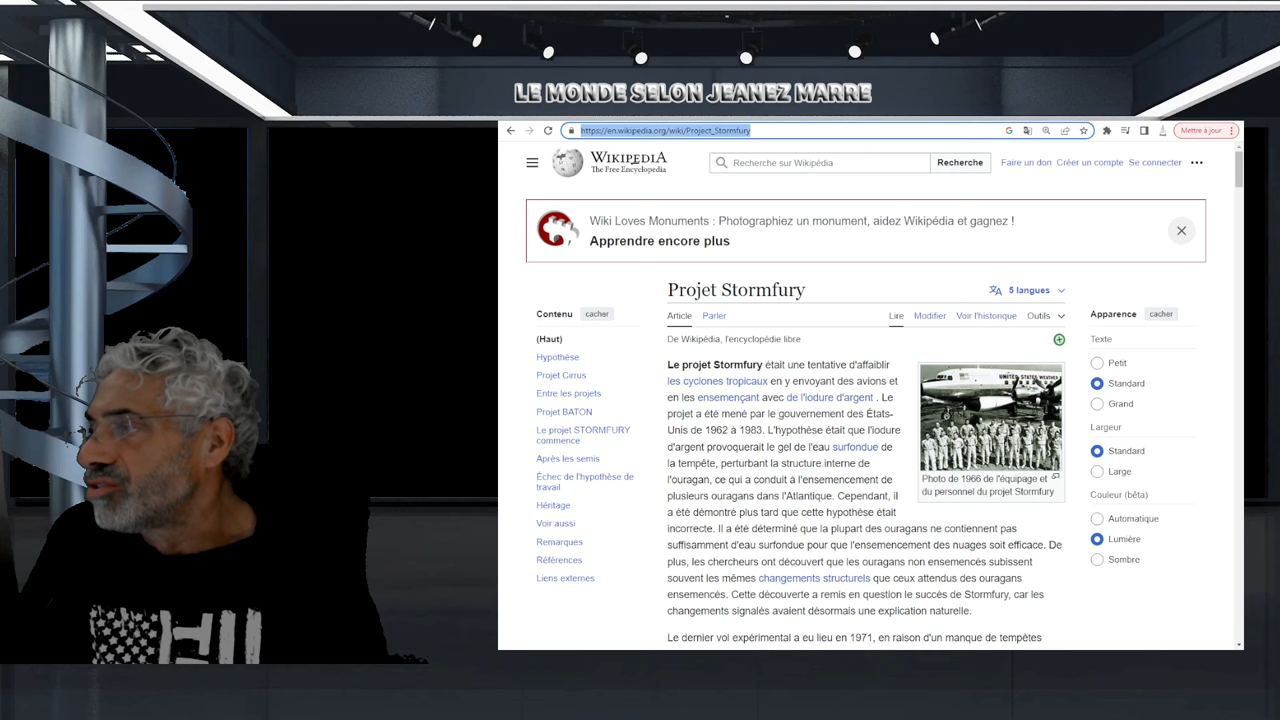 LE MONDE SELON JEANEZ MARRE
https://en.wikipedia.org/wiki/Project_Stormfury
Mettre à jour
WIKIPEDIA
The Free Encyclopedia
Recherche sur Wikipédia
Recherche
Faire un don Créer un compte Se connecter
Wiki Loves Monuments : Photographiez un monument, aidez Wikipédia et gagnez !
Apprendre encore plus
Projet Stormfury
5 langues
Contenu cacher
Article Parler
Lire Modifier Voir l'historique Outils
Apparence cacher
(Haut)
Hypothèse
Projet Cirrus
Entre les projets
Projet BATON
Le projet STORMFURY
commence
Après les semis
Échec de l'hypothèse de
travail
Héritage
Voir aussi
Remarques
Références
Liens externes
De Wikipédia, l'encyclopédie libre
Le projet Stormfury était une tentative d'affaiblir
les cyclones tropicaux en y envoyant des avions et
en les ensemençant avec de l'iodure d'argent . Le
projet a été mené par le gouvernement des États-
Unis de 1962 à 1983. L'hypothèse était que l'iodure
d'argent provoquerait le gel de l'eau surfondue de
la tempête, perturbant la structure interne de
l'ouragan, ce qui a conduit à l'ensemencement de
plusieurs ouragans dans l'Atlantique. Cependant, il
a été démontré plus tard que cette hypothèse était
incorrecte. Il a été déterminé que la plupart des ouragans ne contiennent pas
suffisamment d'eau surfondue pour que l'ensemencement des nuages soit efficace. De
plus, les chercheurs ont découvert que les ouragans non ensemencés subissent
souvent les mêmes changements structurels que ceux attendus des ouragans
ensemencés. Cette découverte a remis en question le succès de Stormfury, car les
changements signalés avaient désormais une explication naturelle.
Le dernier vol expérimental a eu lieu en 1971, en raison d'un manque de tempêtes
UNITED STATES WEATHER
Photo de 1966 de l'équipage et
du personnel du projet Stormfury
Texte
Petit
Standard
Grand
Largeur
Standard
Large
Couleur (bêta)
Automatique
Lumière
Sombre